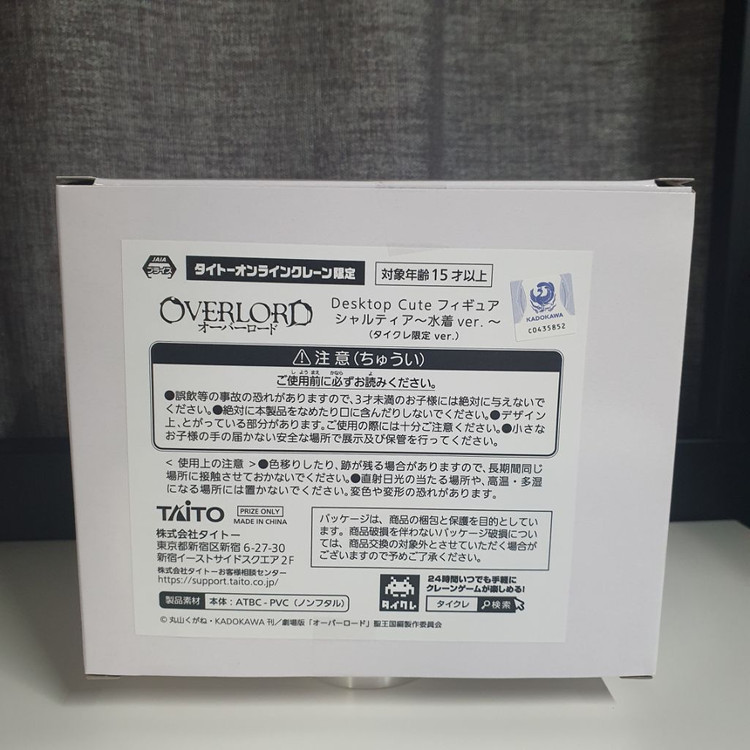 JAIA
プライズ
タイトーオンラインクレーン限定
対象年齢15才以上
OVERLORD
オーバーロード
Desktop Cute フィギュア
シャルティア～水着 ver. ～
（タイクレ限定 ver.）
KADOKAWA
C0435852
注意（ちゅうい）
しようまえ かなら よ
ご使用前に必ずお読みください。
●誤飲等の事故の恐れがありますので、3才未満のお子様には絶対に与えないで
ください。●絶対に本製品をなめたり口に含んだりしないでください。●デザイン
上、とがっている部分があります。ご使用の際には十分ご注意ください。●小さな
お子様の手の届かない安全な場所で展示及び保管を行ってください。
< 使用上の注意 > ●色移りしたり、跡が残る場合がありますので、長期間同じ
場所に接触させておかないでください。●直射日光の当たる場所や、高温・多湿
になる場所には置かないでください。変色や変形の恐れがあります。
TAITO
PRIZE ONLY
MADE IN CHINA
株式会社タイトー
東京都新宿区新宿 6-27-30
新宿イーストサイドスクエア 2F
株式会社タイトーお客様相談センター
https://support.taito.co.jp/
パッケージは、商品の梱包と保護を目的としていま
す。商品破損を伴わないパッケージ破損につい
ては、商品交換の対象外とさせていただく場合が
ございますので予めご了承ください。
製品素材
本体：ATBC-PVC（ノンフタル）
タイクレ
24時間いつでも手軽に
クレーンゲームが楽しめる!
タイクレ 検索
© 丸山くがね・KADOKAWA 刊／劇場版「オーバーロード」聖王国編製作委員会